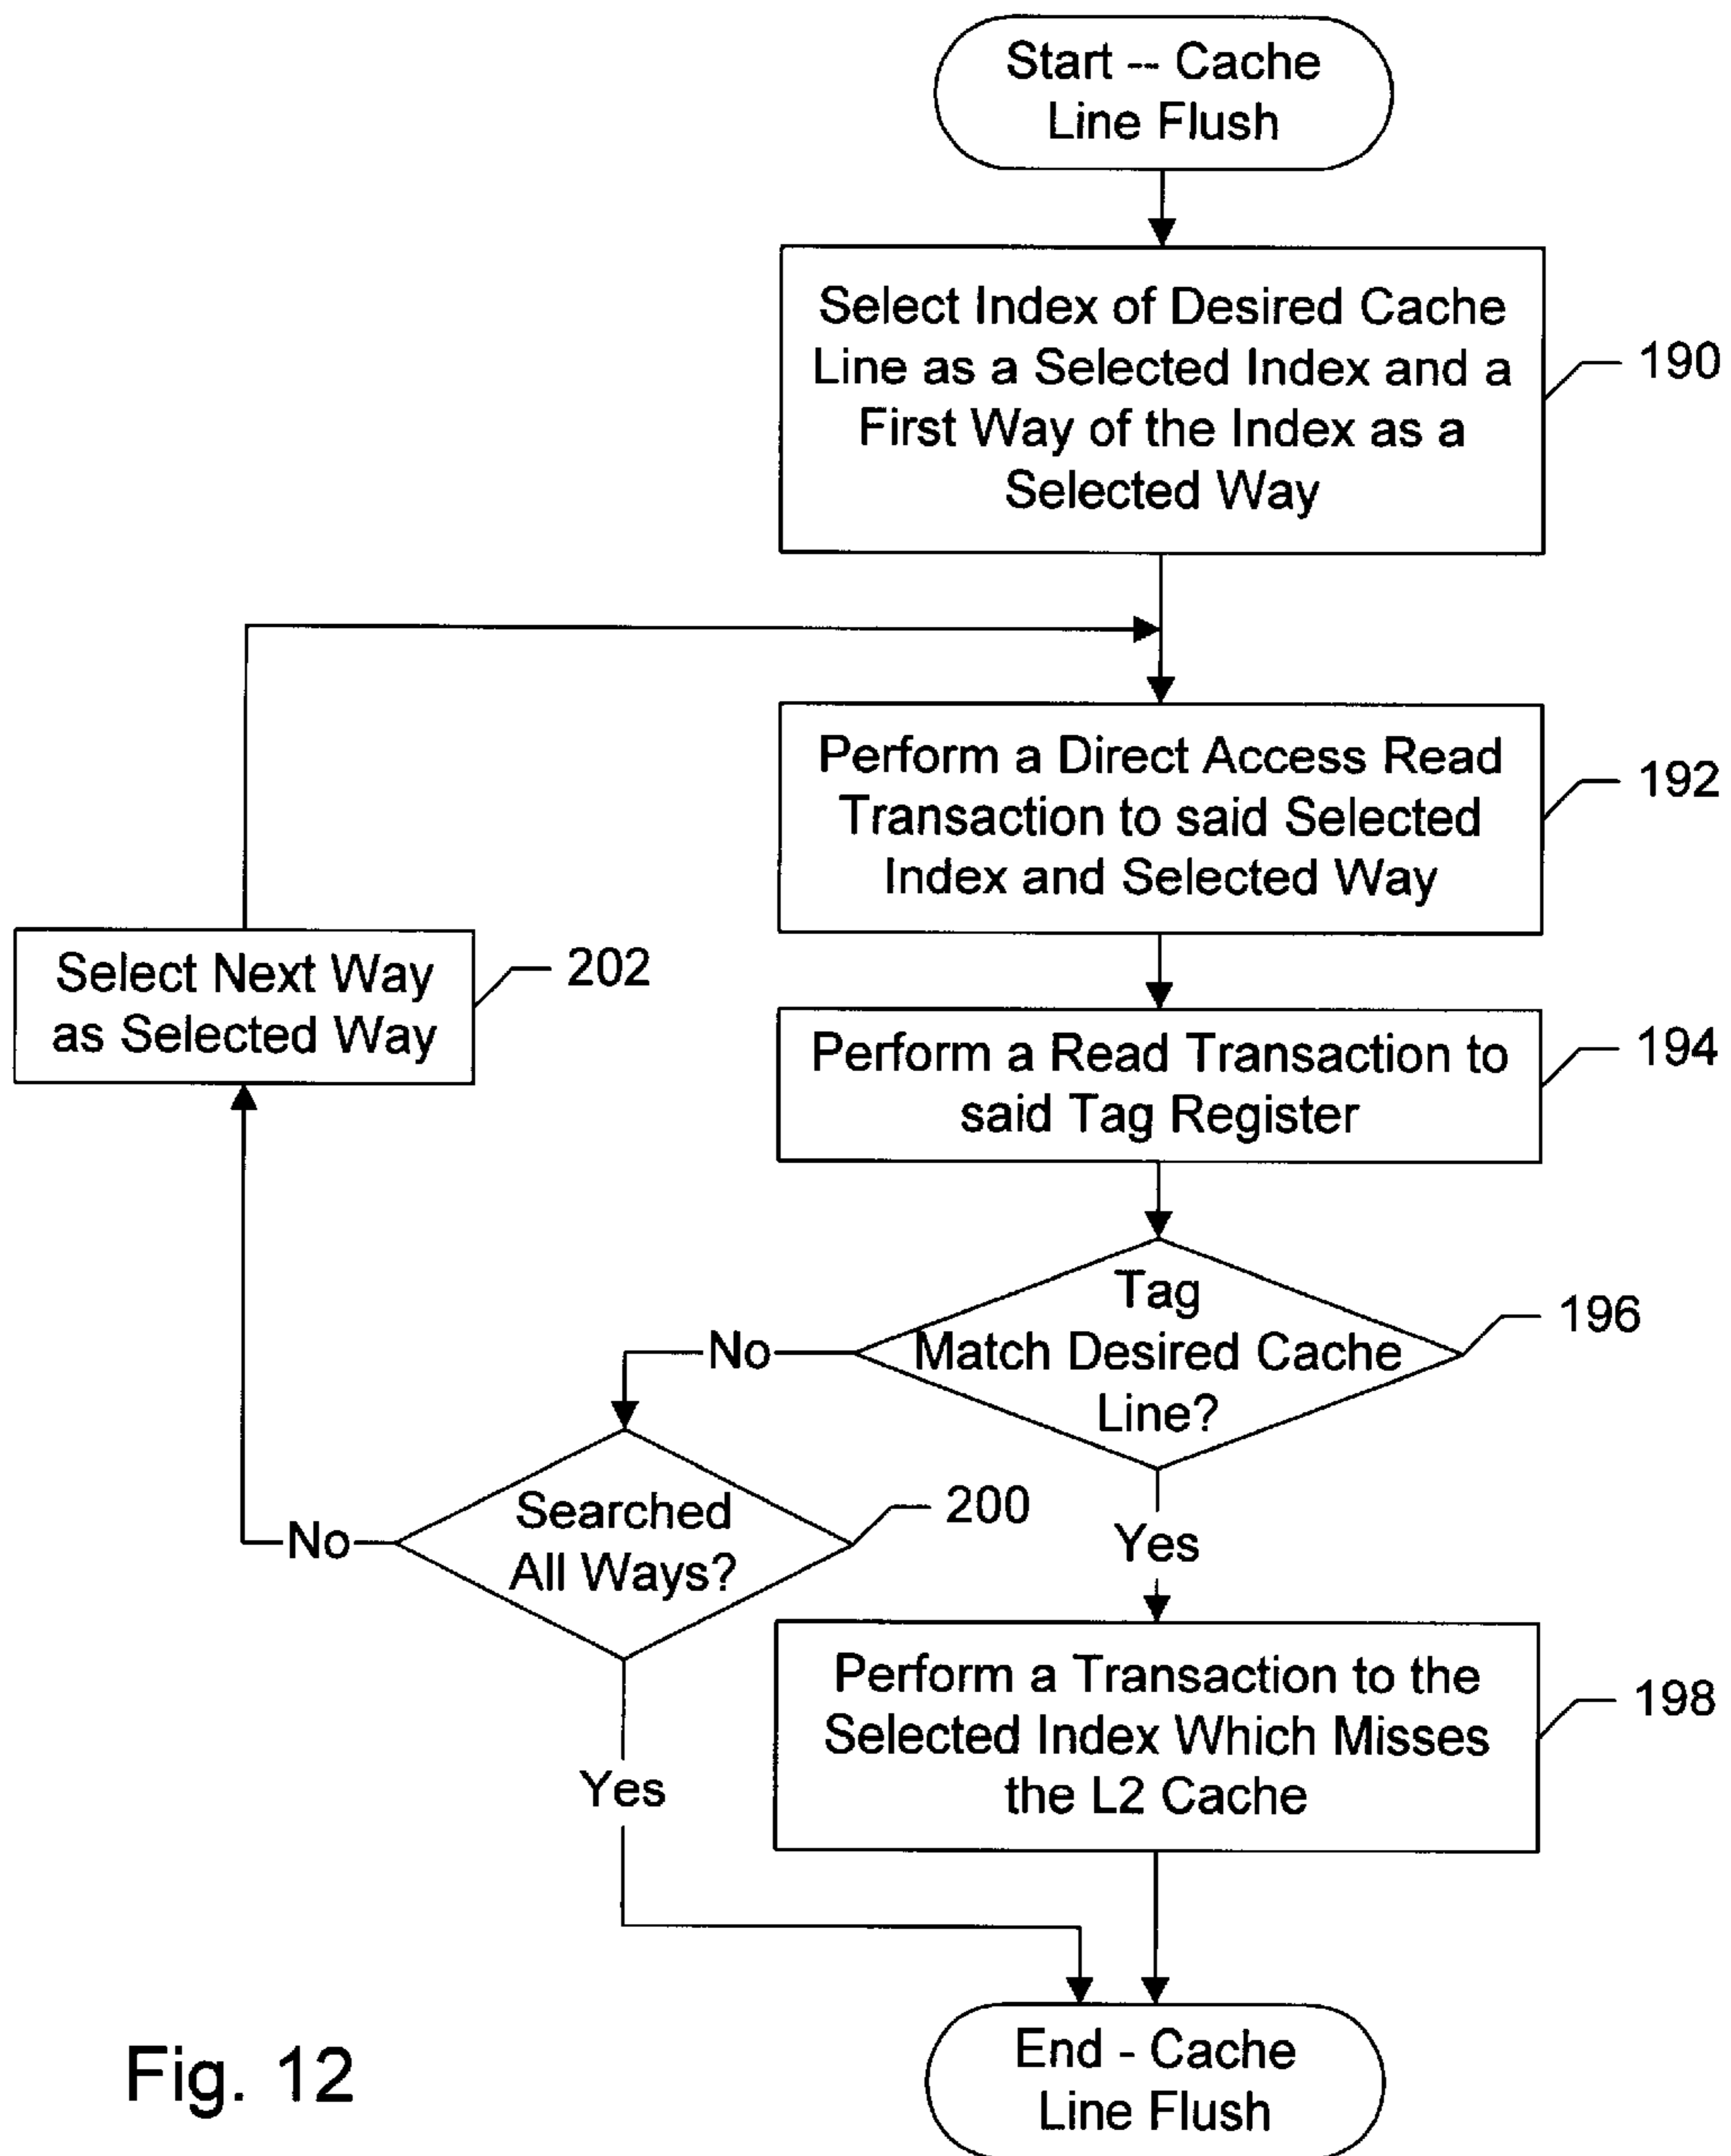 Start -- Cache
Line Flush
Select Index of Desired Cache
Line as a Selected Index and a
First Way of the Index as a
Selected Way
190
Perform a Direct Access Read
Transaction to said Selected
Index and Selected Way
192
Select Next Way
as Selected Way
202
Perform a Read Transaction to
said Tag Register
194
Tag
Match Desired Cache
Line?
196
No
Searched
All Ways?
200
No
Yes
Perform a Transaction to the
Selected Index Which Misses
the L2 Cache
198
Yes
End - Cache
Line Flush
Fig. 12